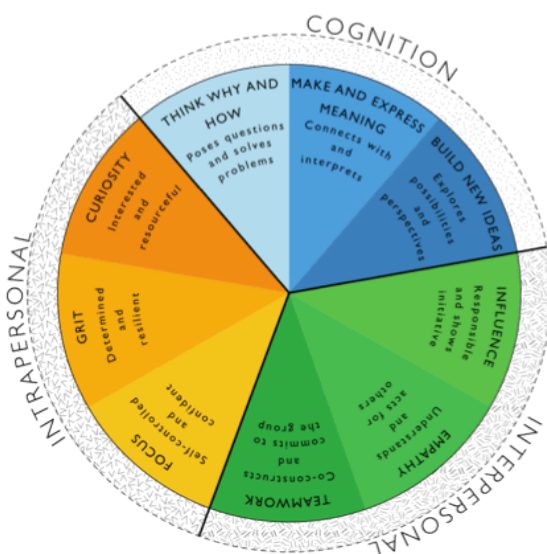 COGNITION
THINK WHY AND
HOW
Poses questions
and solves
problems
MAKE AND EXPRESS
MEANING
Connects with
and
interprets
BUILD NEW IDEAS
Explores
possibilities
and
perspectives
INTERPERSONAL
INFLUENCE
Responsible
and shows
initiative
EMPATHY
Understands
and
acts for
others
TEAMWORK
Co-constructs
and
commits to
the group
INTRAPERSONAL
FOCUS
Self-controlled
and
confident
GRIT
Determined
and
resilient
CURIOSITY
Interested
and
resourceful